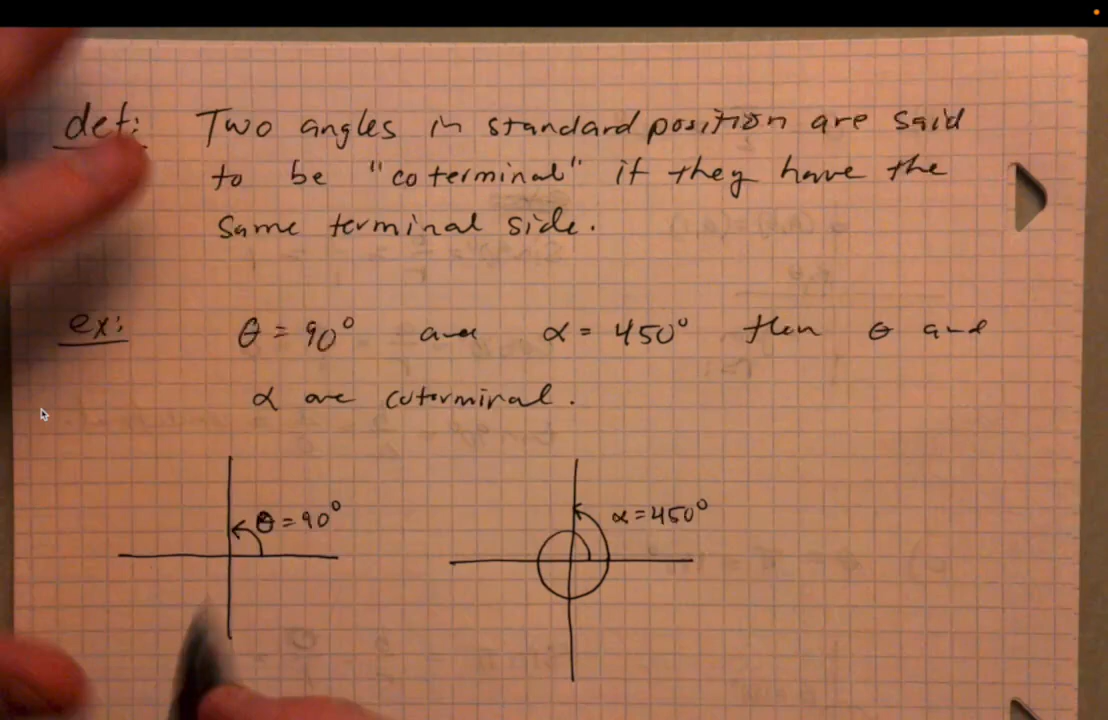 def: Two angles in standard position are said
to be "coterminal" if they have the
same terminal side.
ex: θ = 90° and α = 450° then θ and
α are coterminal.
θ = 90°
α = 450°